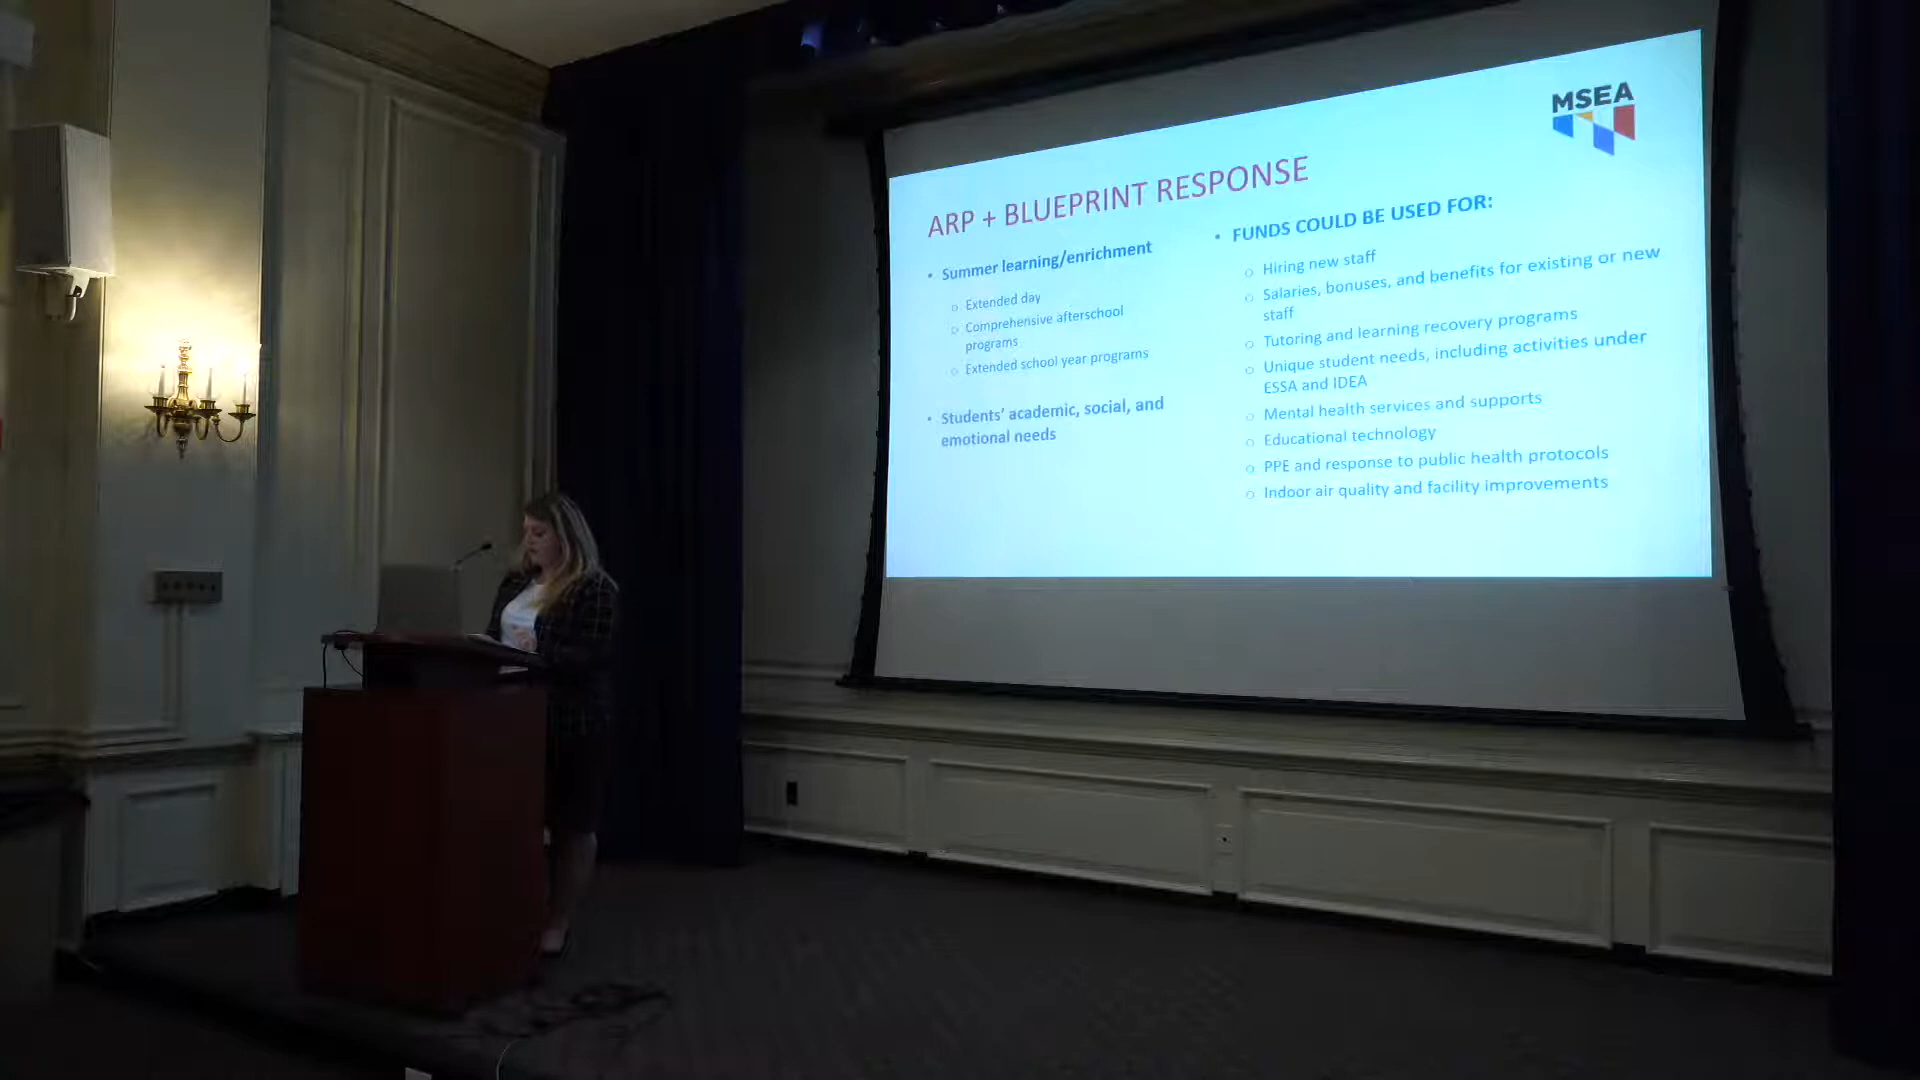 MSEA
ARP + BLUEPRINT RESPONSE
• Summer learning/enrichment
o Extended day
o Comprehensive afterschool
programs
o Extended school year programs
• Students' academic, social, and
emotional needs
• FUNDS COULD BE USED FOR:
o Hiring new staff
o Salaries, bonuses, and benefits for existing or new
staff
o Tutoring and learning recovery programs
o Unique student needs, including activities under
ESSA and IDEA
o Mental health services and supports
o Educational technology
o PPE and response to public health protocols
o Indoor air quality and facility improvements